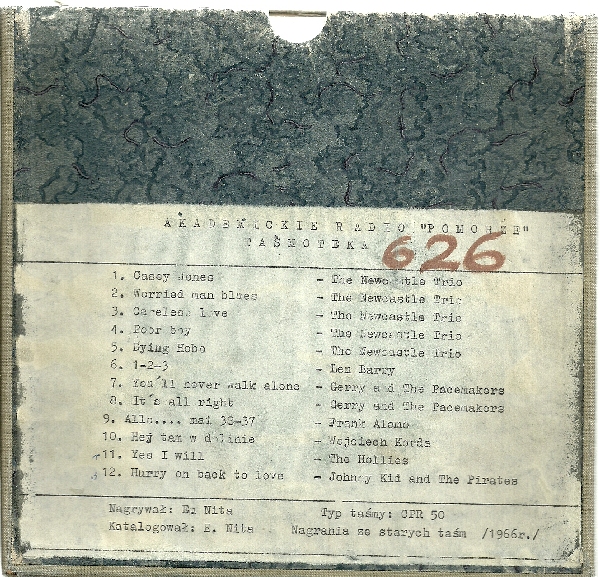 AKADEMICKIE RADIO "POMORZE"
TAŚMOTEKA 626
1. Casey Jones - The Newcastle Trio
2. Worried man blues - The Newcastle Trio
3. Careless love - The Newcastle Trio
4. Poor boy - The Newcastle Trio
5. Dying Hobo - The Newcastle Trio
6. 1-2-3 - Len Barry
7. You'll never walk alone - Gerry and The Pacemakers
8. It's all right - Gerry and The Pacemakers
9. Allo.... mai 38-37 - Frank Alamo
10. Hej tam w dolinie - Wojciech Korda
11. Yes I will - The Hollies
12. Hurry on back to love - Johnny Kid and The Pirates
Nagrywał: E. Nita Typ taśmy: CPR 50
Katalogował: E. Nita Nagrania ze starych taśm /1966r./